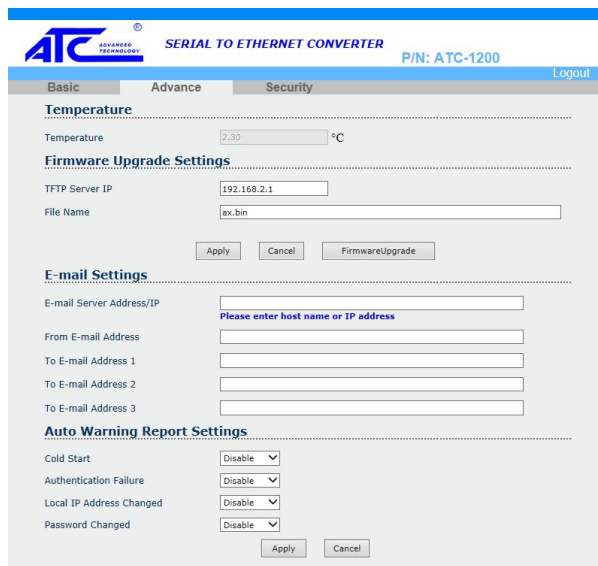 ATC ADVANCED TECHNOLOGY ® SERIAL TO ETHERNET CONVERTER
P/N: ATC-1200
Logout
Basic Advance Security
Temperature
Temperature 2.30 °C
Firmware Upgrade Settings
TFTP Server IP 192.168.2.1
File Name ax.bin
Apply Cancel FirmwareUpgrade
E-mail Settings
E-mail Server Address/IP
Please enter host name or IP address
From E-mail Address
To E-mail Address 1
To E-mail Address 2
To E-mail Address 3
Auto Warning Report Settings
Cold Start Disable
Authentication Failure Disable
Local IP Address Changed Disable
Password Changed Disable
Apply Cancel